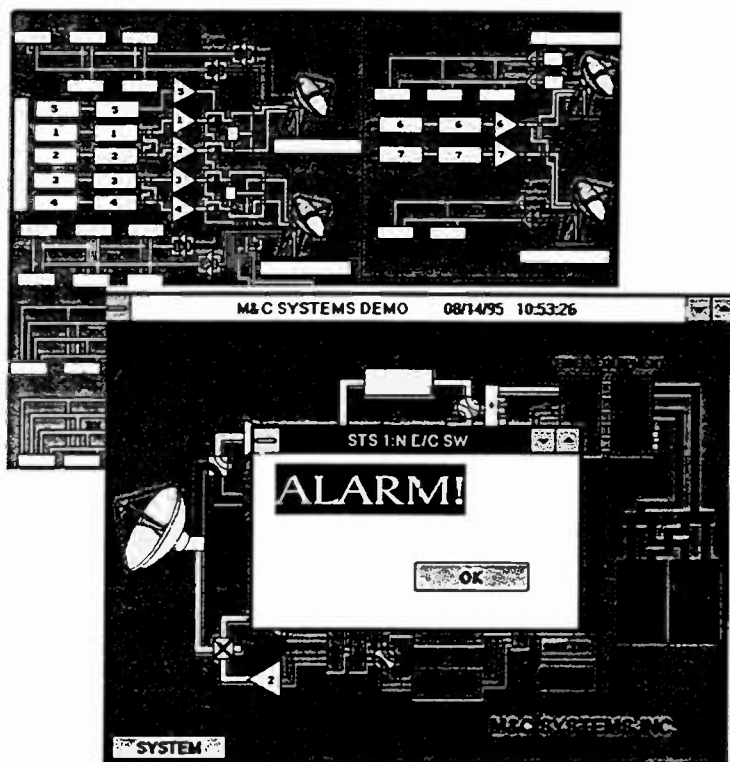 5 5 5
1 1 1
2 2 2
3 3 3
4 4 4
6 6 6
7 7 7
M&C SYSTEMS DEMO 08/14/95 10:53:26
STS 1:N E/C SW
ALARM!
OK
2
M&C SYSTEMS INC.
SYSTEM